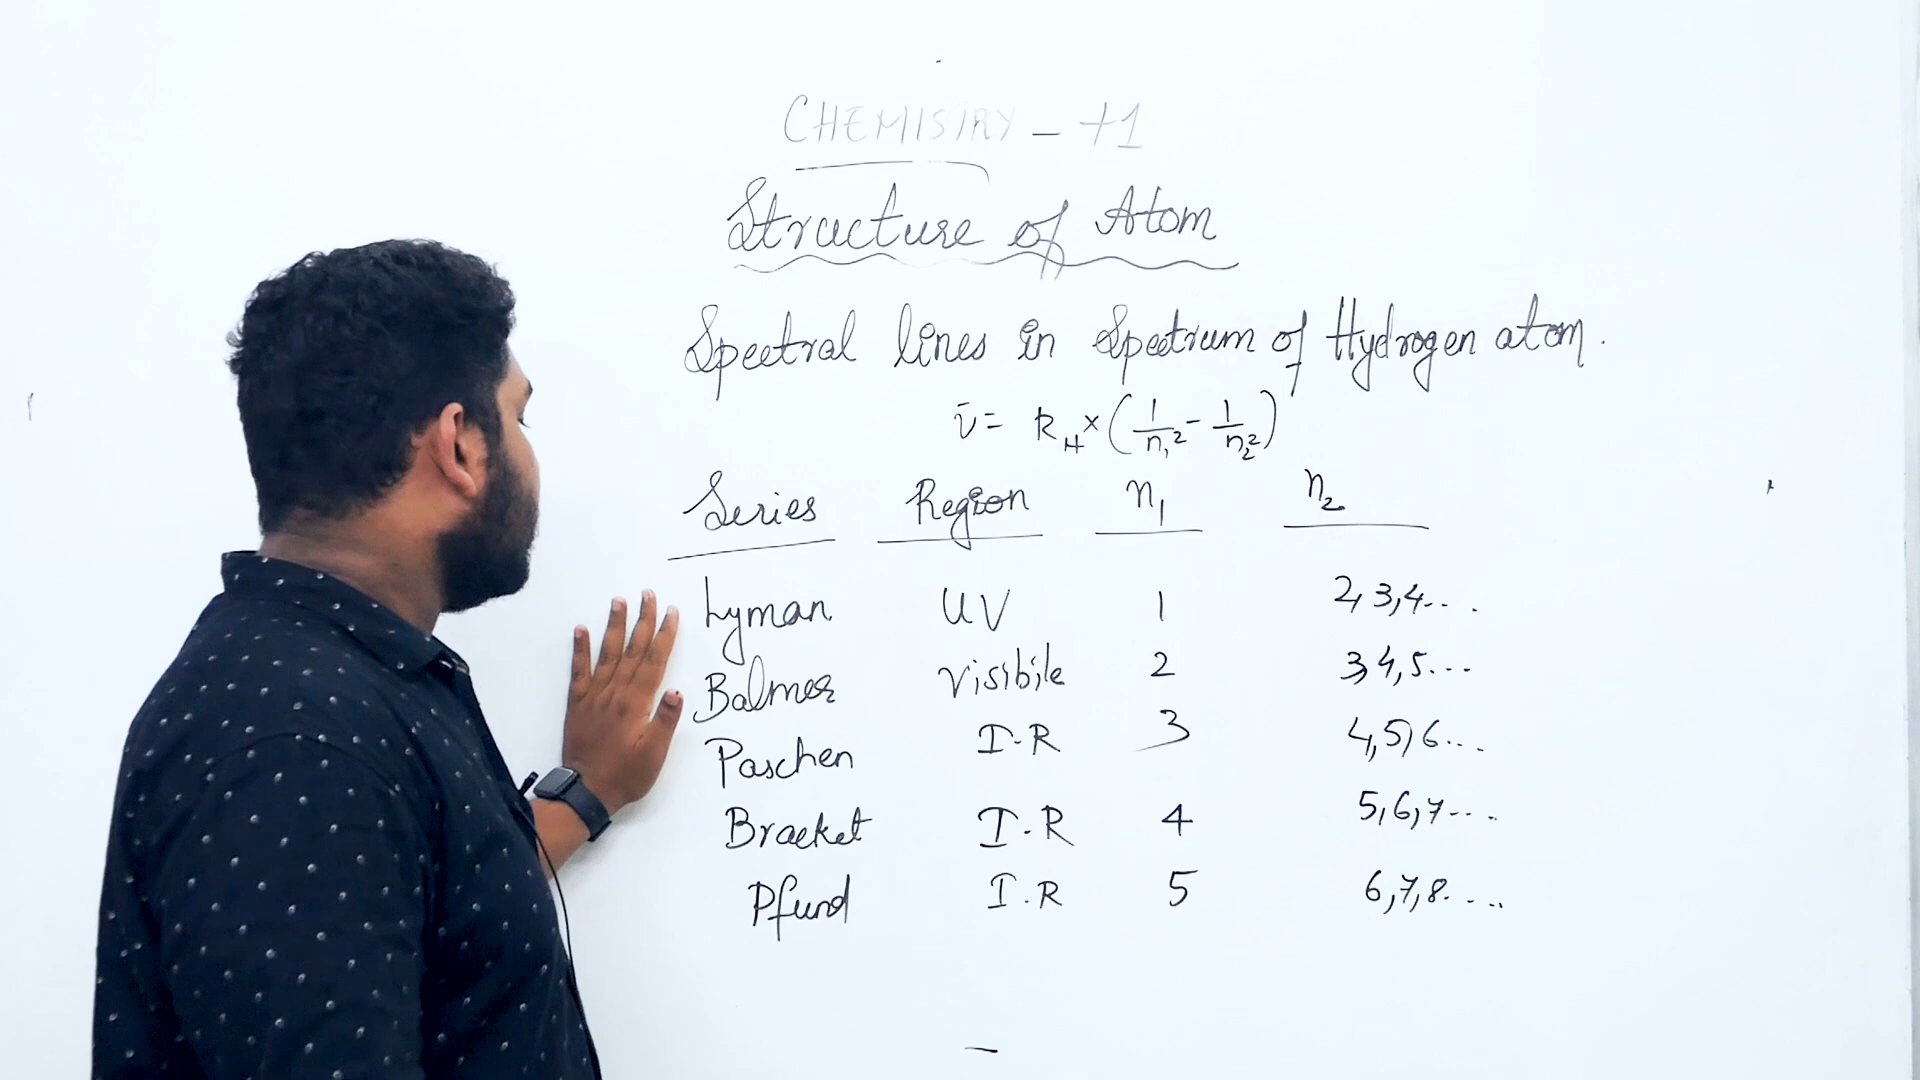 CHEMISTRY - +1
Structure of Atom
Spectral lines in Spectrum of Hydrogen atom.
ῡ = R_H × (1/n₁² - 1/n₂²)
Series Region n₁ n₂
Lyman UV 1 2, 3, 4...
Balmer Visibile 2 3, 4, 5...
Paschen I.R 3 4, 5, 6...
Bracket I.R 4 5, 6, 7....
Pfund I.R 5 6, 7, 8.....